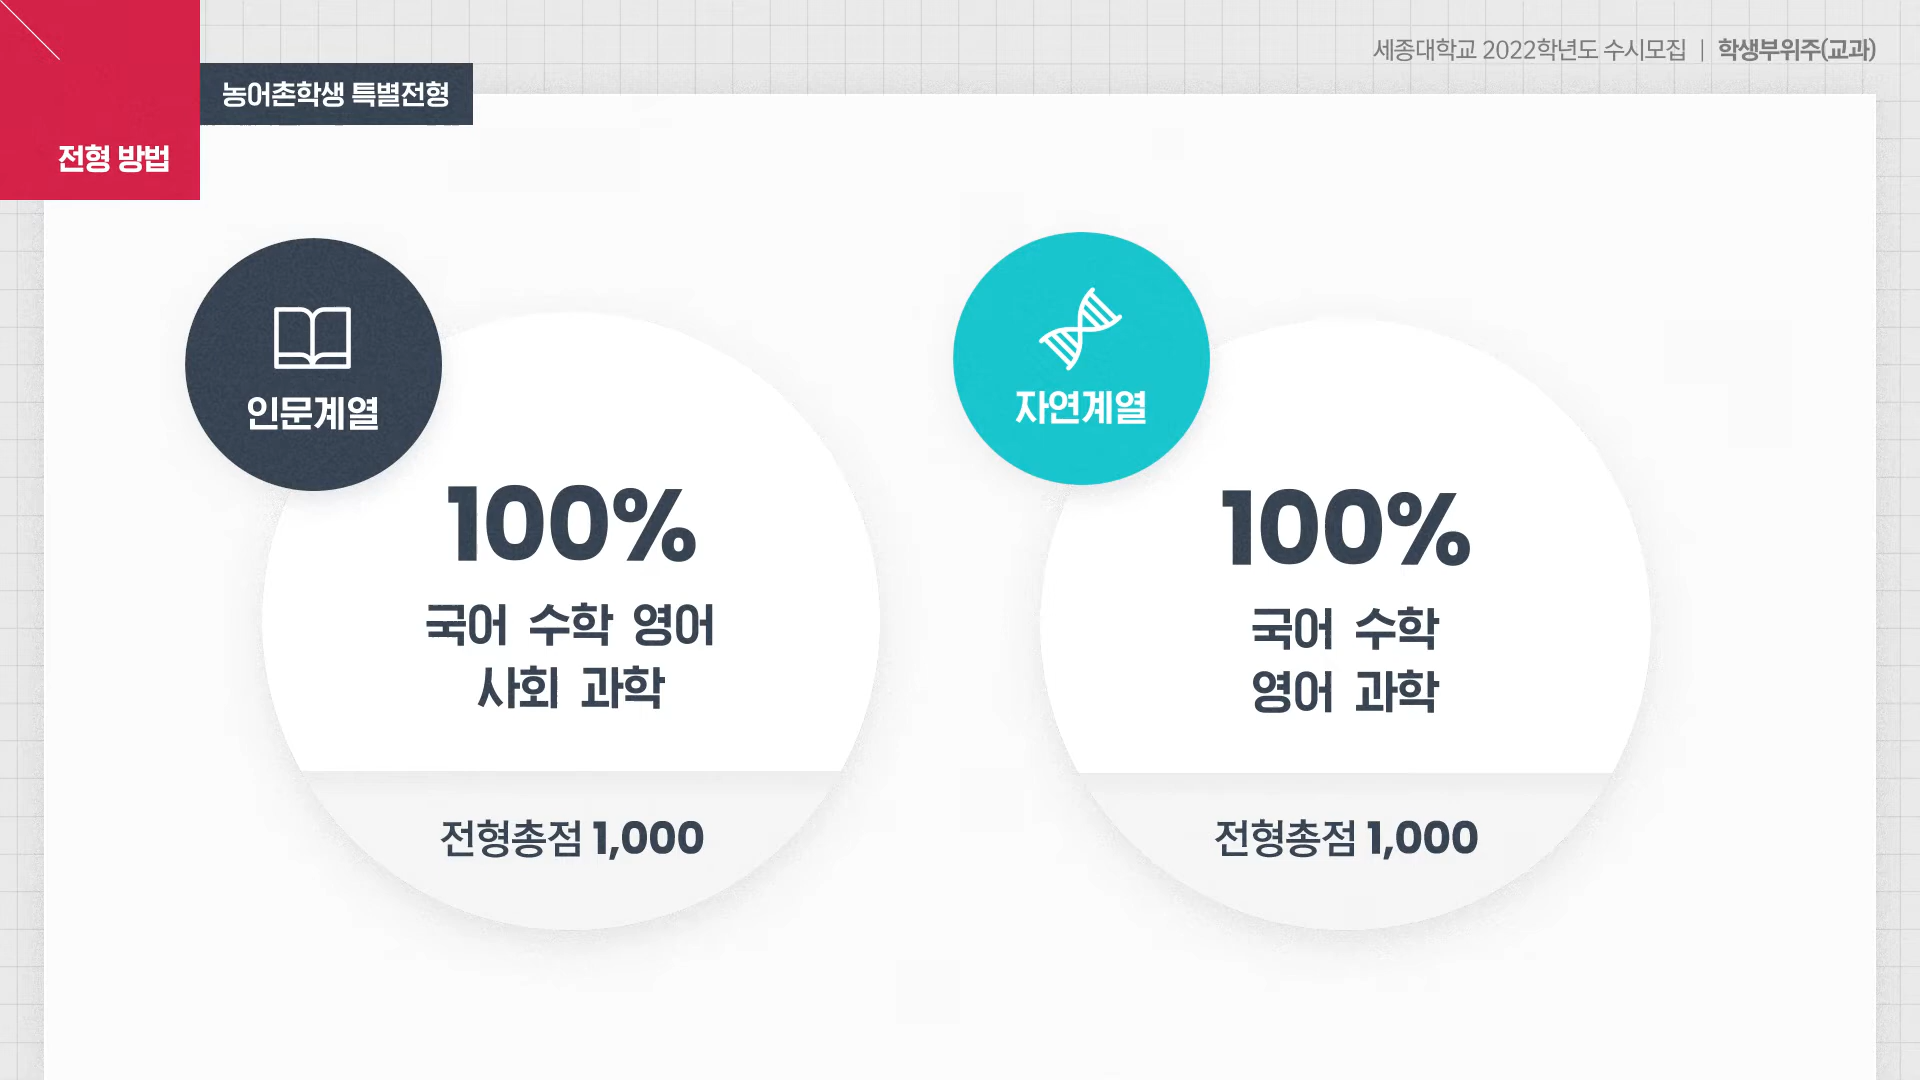 세종대학교 2022학년도 수시모집 | 학생부위주(교과)
농어촌학생 특별전형
전형 방법
인문계열
100%
국어 수학 영어
사회 과학
전형총점 1,000
자연계열
100%
국어 수학
영어 과학
전형총점 1,000